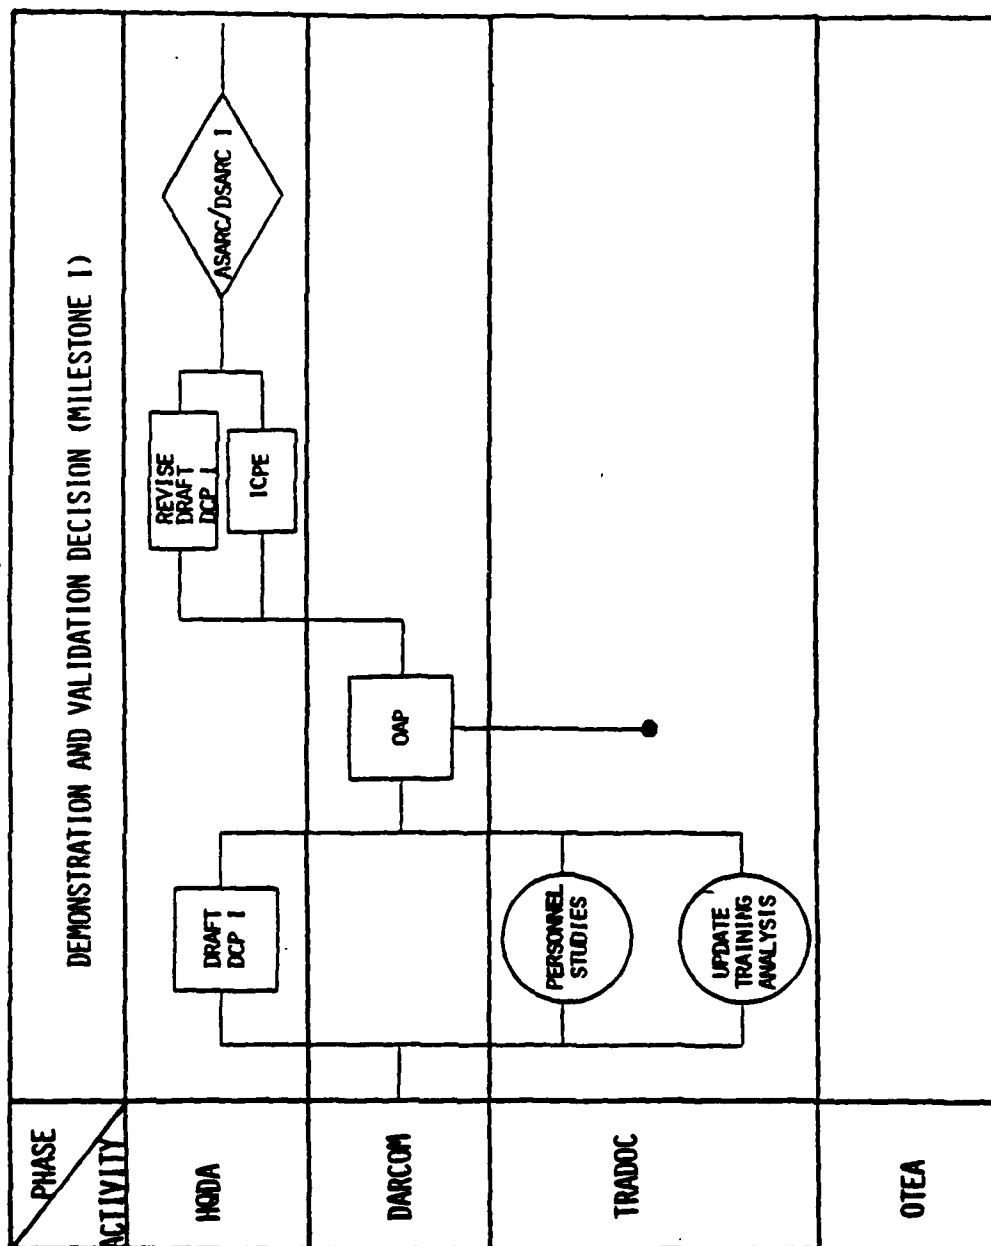 PHASE
ACTIVITY
DEMONSTRATION AND VALIDATION DECISION (MILESTONE I)
HQDA
DRAFT
DCP I
REVISE
DRAFT
DCP I
ICPE
ASARC/DSARC I
DARCOM
OAP
TRADOC
PERSONNEL
STUDIES
UPDATE
TRAINING
ANALYSIS
OTEA